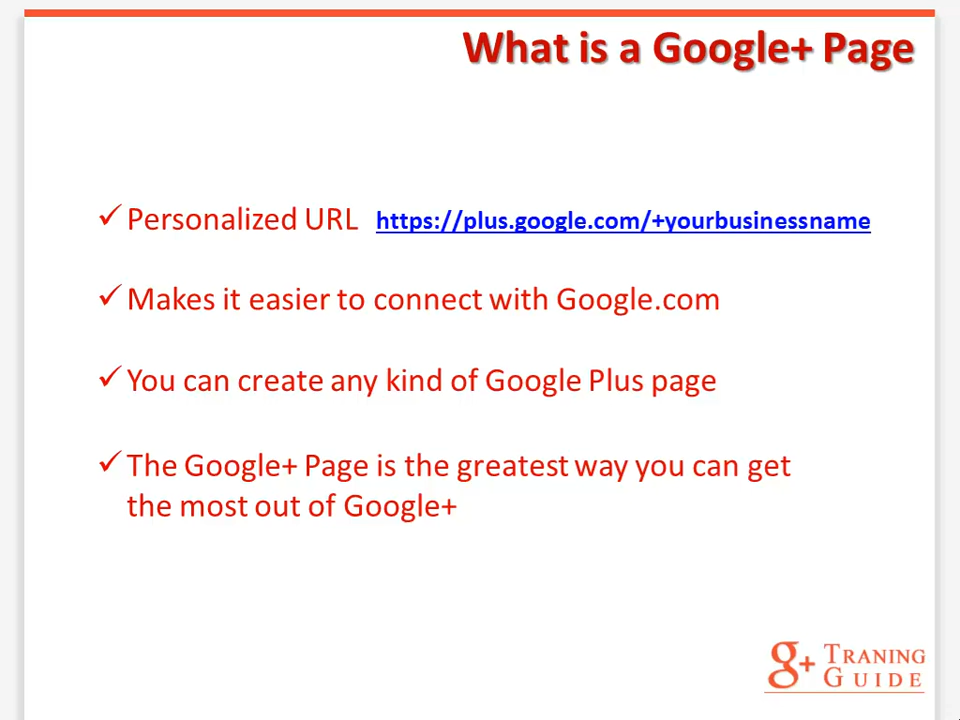 What is a Google+ Page
✓ Personalized URL https://plus.google.com/+yourbusinessname
✓ Makes it easier to connect with Google.com
✓ You can create any kind of Google Plus page
✓ The Google+ Page is the greatest way you can get
the most out of Google+
g+ TRANING
GUIDE